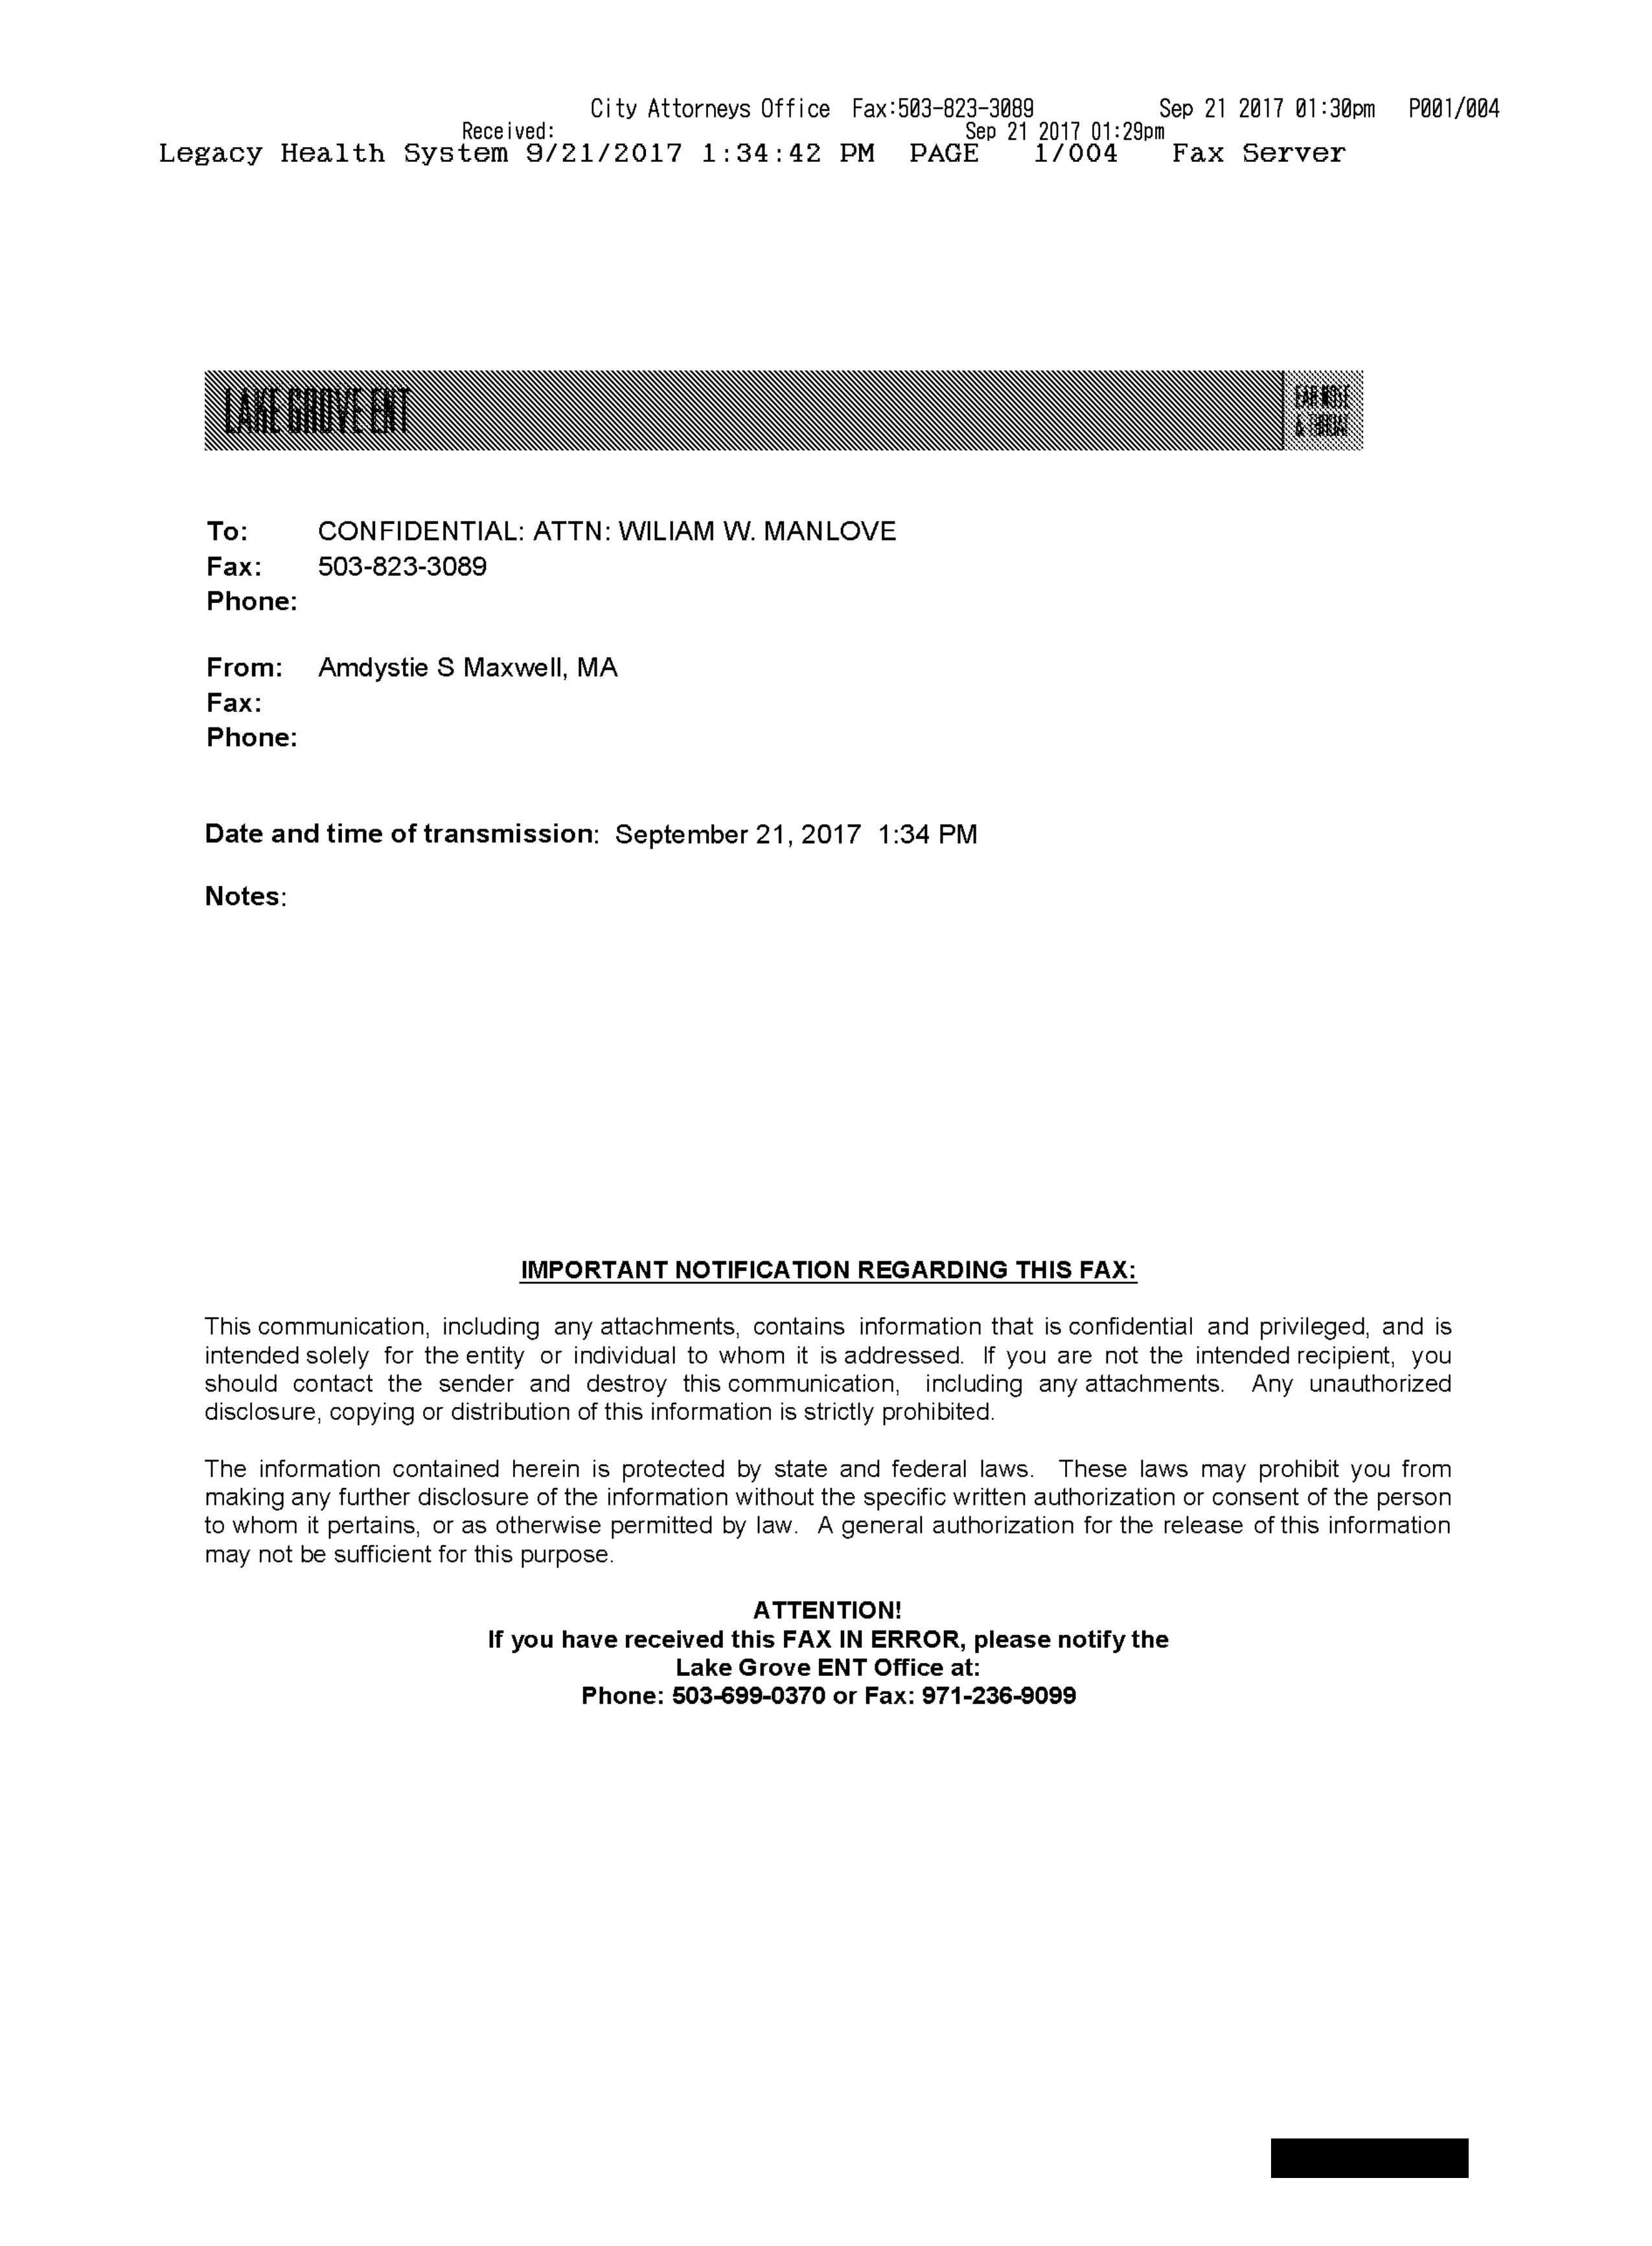 City Attorneys Office Fax:503-823-3089 Sep 21 2017 01:30pm P001/004
Received: Sep 21 2017 01:29pm
Legacy Health System 9/21/2017 1:34:42 PM PAGE 1/004 Fax Server
LAKE GROVE ENT
EAR NOSE
& THROAT
To: CONFIDENTIAL: ATTN: WILIAM W. MANLOVE
Fax: 503-823-3089
Phone:
From: Amdystie S Maxwell, MA
Fax:
Phone:
Date and time of transmission: September 21, 2017 1:34 PM
Notes:
IMPORTANT NOTIFICATION REGARDING THIS FAX:
This communication, including any attachments, contains information that is confidential and privileged, and is
intended solely for the entity or individual to whom it is addressed. If you are not the intended recipient, you
should contact the sender and destroy this communication, including any attachments. Any unauthorized
disclosure, copying or distribution of this information is strictly prohibited.
The information contained herein is protected by state and federal laws. These laws may prohibit you from
making any further disclosure of the information without the specific written authorization or consent of the person
to whom it pertains, or as otherwise permitted by law. A general authorization for the release of this information
may not be sufficient for this purpose.
ATTENTION!
If you have received this FAX IN ERROR, please notify the
Lake Grove ENT Office at:
Phone: 503-699-0370 or Fax: 971-236-9099